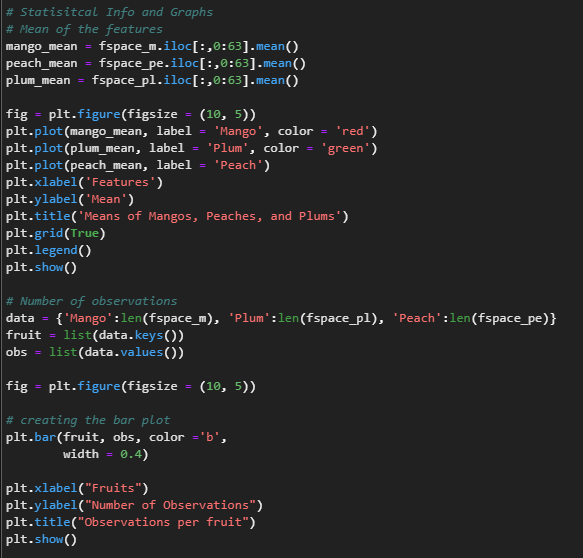 # Statisitcal Info and Graphs
# Mean of the features
mango_mean = fspace_m.iloc[:,0:63].mean()
peach_mean = fspace_pe.iloc[:,0:63].mean()
plum_mean = fspace_pl.iloc[:,0:63].mean()
fig = plt.figure(figsize = (10, 5))
plt.plot(mango_mean, label = 'Mango', color = 'red')
plt.plot(plum_mean, label = 'Plum', color = 'green')
plt.plot(peach_mean, label = 'Peach')
plt.xlabel('Features')
plt.ylabel('Mean')
plt.title('Means of Mangos, Peaches, and Plums')
plt.grid(True)
plt.legend()
plt.show()
# Number of observations
data = {'Mango':len(fspace_m), 'Plum':len(fspace_pl), 'Peach':len(fspace_pe)}
fruit = list(data.keys())
obs = list(data.values())
fig = plt.figure(figsize = (10, 5))
# creating the bar plot
plt.bar(fruit, obs, color ='b',
        width = 0.4)
plt.xlabel("Fruits")
plt.ylabel("Number of Observations")
plt.title("Observations per fruit")
plt.show()